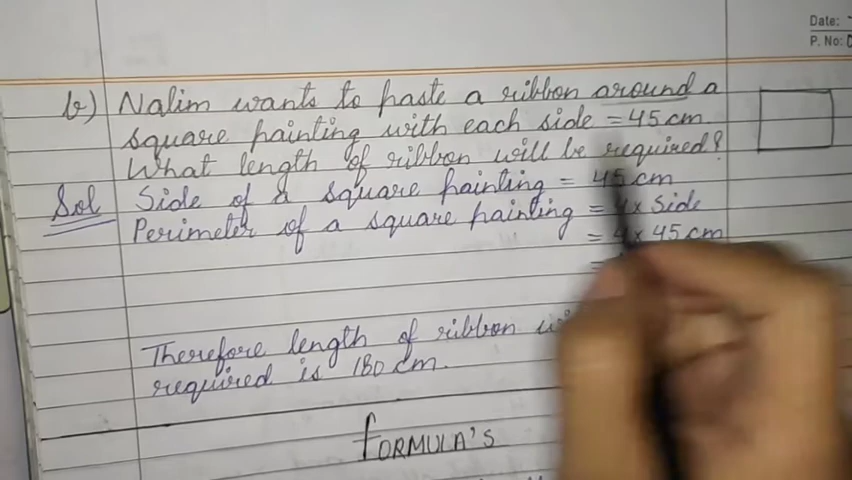 Date:
P. No:
b) Nalim wants to paste a ribbon around a
square painting with each side = 45 cm.
What length of ribbon will be required?
Sol Side of a square painting = 45 cm
Perimeter of a square painting = 4 x Side
= 4 x 45 cm
=
Therefore length of ribbon
required is 180 cm.
FORMULA'S